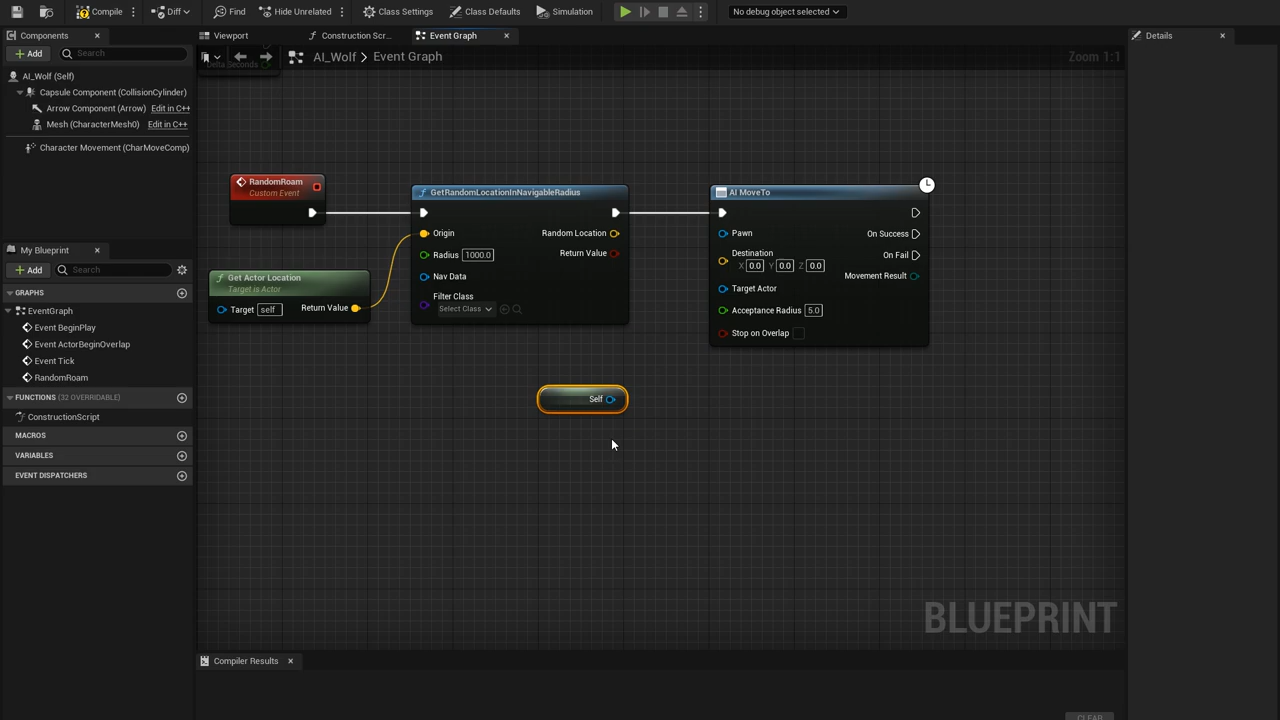 Compile
Diff
Find
Hide Unrelated
Class Settings
Class Defaults
Simulation
No debug object selected
Components
Add
Search
AI_Wolf (Self)
Capsule Component (CollisionCylinder)
Arrow Component (Arrow) Edit in C++
Mesh (CharacterMesh0) Edit in C++
Character Movement (CharMoveComp)
My Blueprint
Add
Search
GRAPHS
EventGraph
Event BeginPlay
Event ActorBeginOverlap
Event Tick
RandomRoam
FUNCTIONS (32 OVERRIDABLE)
ConstructionScript
MACROS
VARIABLES
EVENT DISPATCHERS
Viewport
Construction Scr...
Event Graph
AI_Wolf > Event Graph
Zoom 1:1
Delta Seconds
RandomRoam
Custom Event
Get Actor Location
Target is Actor
Target self
Return Value
GetRandomLocationInNavigableRadius
Origin
Random Location
Radius 1000.0
Return Value
Nav Data
Filter Class
Select Class
AI MoveTo
Pawn
On Success
Destination
X 0.0 Y 0.0 Z 0.0
On Fail
Movement Result
Target Actor
Acceptance Radius 5.0
Stop on Overlap
Self
BLUEPRINT
Compiler Results
CLEAR
Details